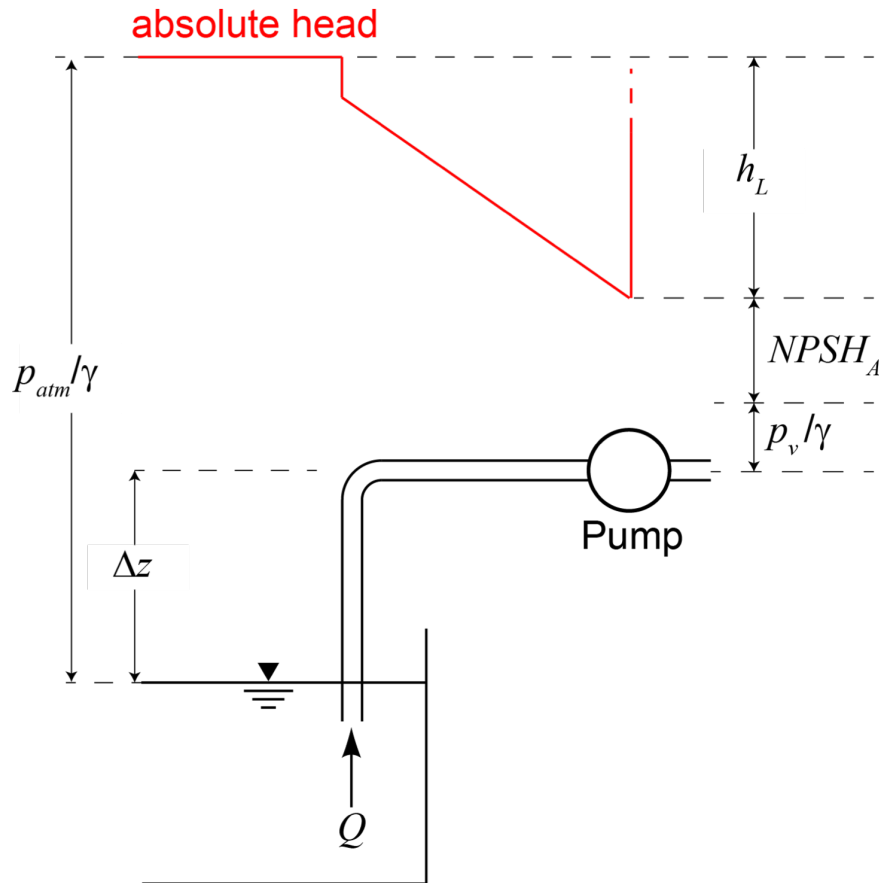 absolute head
h_L
NPSH_A
p_atm/γ
p_v/γ
Pump
Δz
Q